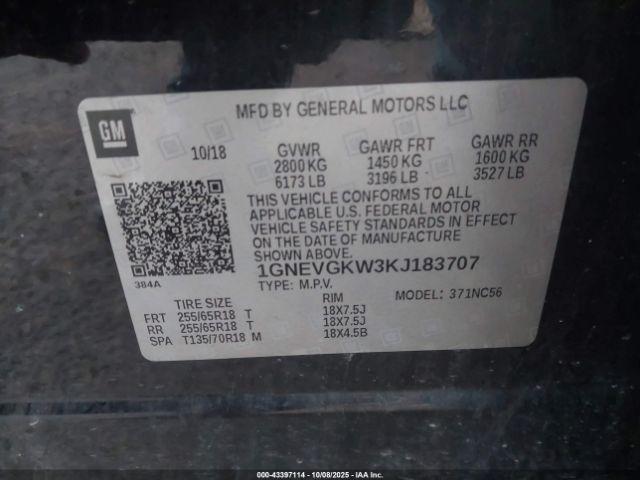 MFD BY GENERAL MOTORS LLC
GM
10/18 GVWR GAWR FRT GAWR RR
2800 KG 1450 KG 1600 KG
6173 LB 3196 LB 3527 LB
THIS VEHICLE CONFORMS TO ALL
APPLICABLE U.S. FEDERAL MOTOR
VEHICLE SAFETY STANDARDS IN EFFECT
ON THE DATE OF MANUFACTURE
SHOWN ABOVE.
1GNEVGKW3KJ183707
384A TYPE: M.P.V. MODEL: 371NC56
TIRE SIZE RIM
FRT 255/65R18 T 18X7.5J
RR 255/65R18 T 18X7.5J
SPA T135/70R18 M 18X4.5B
000-43397114 - 10/08/2025 - IAA Inc.